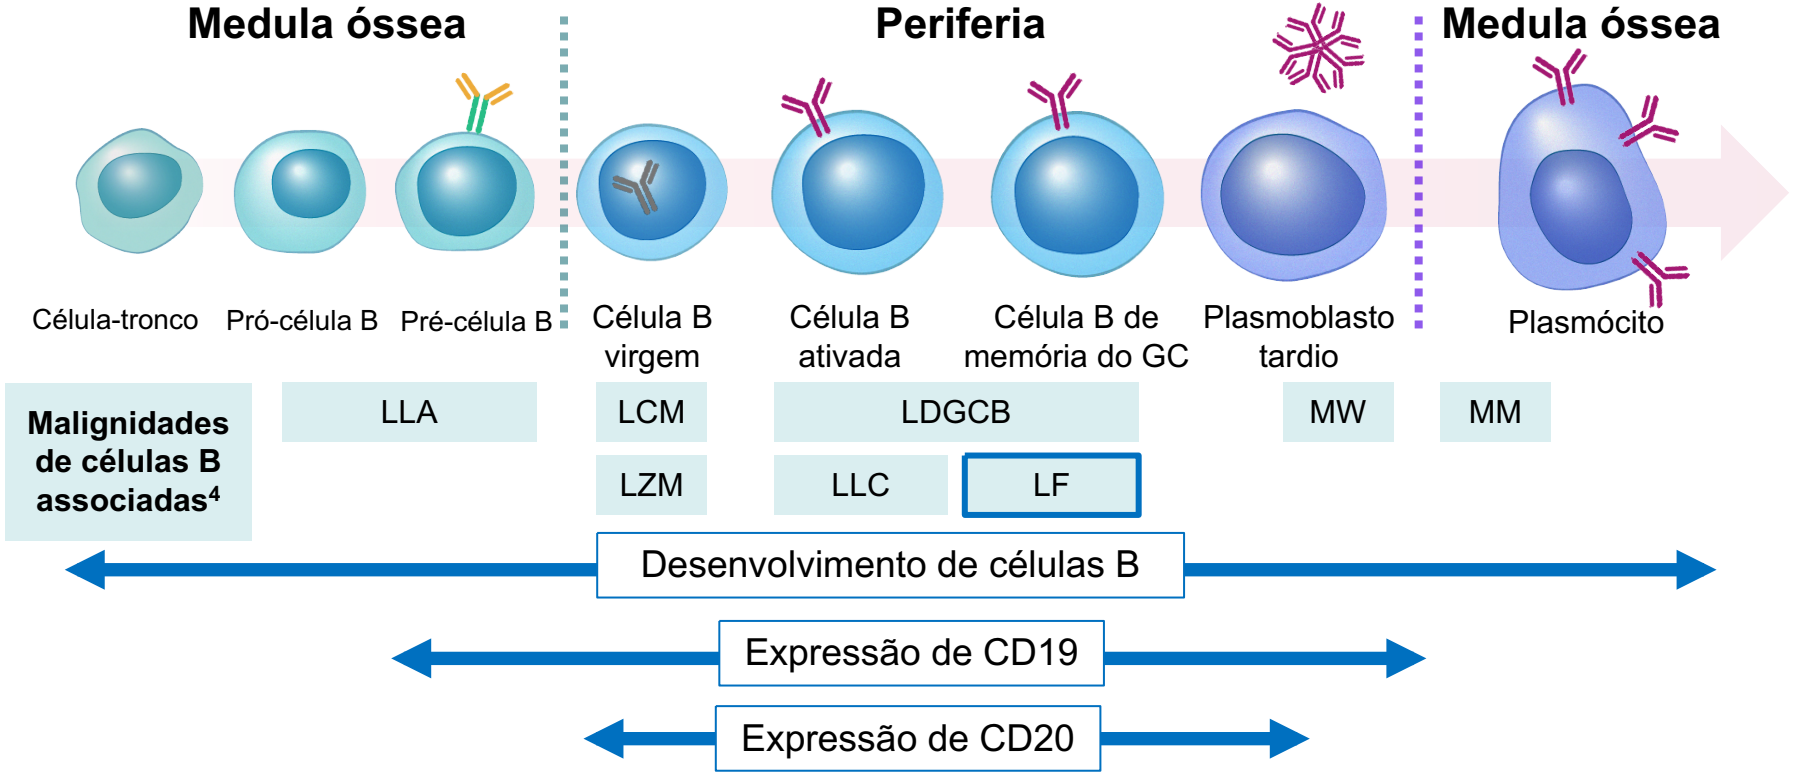 Medula óssea
Periferia
Medula óssea
Célula-tronco
Pró-célula B
Pré-célula B
Célula B
virgem
Célula B
ativada
Célula B de
memória do GC
Plasmoblasto
tardio
Plasmócito
Malignidades
de células B
associadas⁴
LLA
LCM
LDGCB
MW
MM
LZM
LLC
LF
Desenvolvimento de células B
Expressão de CD19
Expressão de CD20